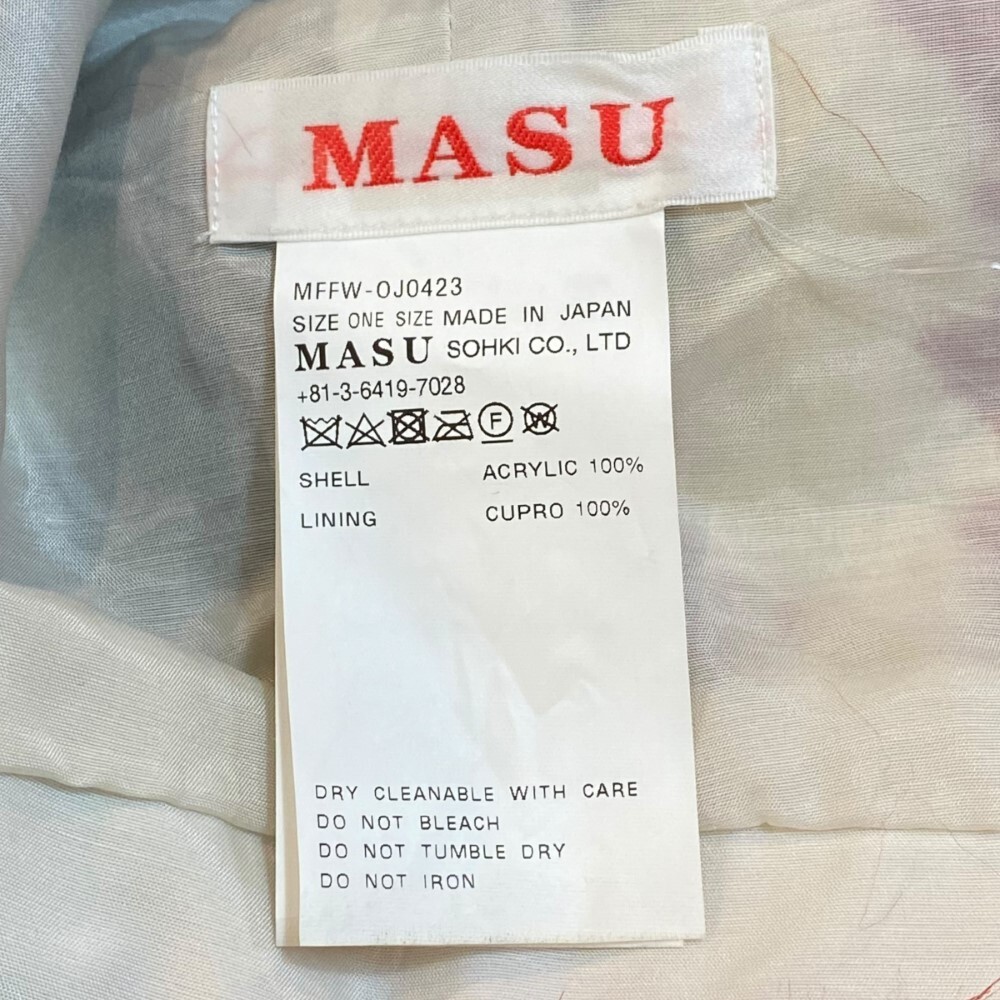 MASU
MFFW-OJ0423
SIZE ONE SIZE MADE IN JAPAN
MASU SOHKI CO., LTD
+81-3-6419-7028
F W
SHELL ACRYLIC 100%
LINING CUPRO 100%
DRY CLEANABLE WITH CARE
DO NOT BLEACH
DO NOT TUMBLE DRY
DO NOT IRON